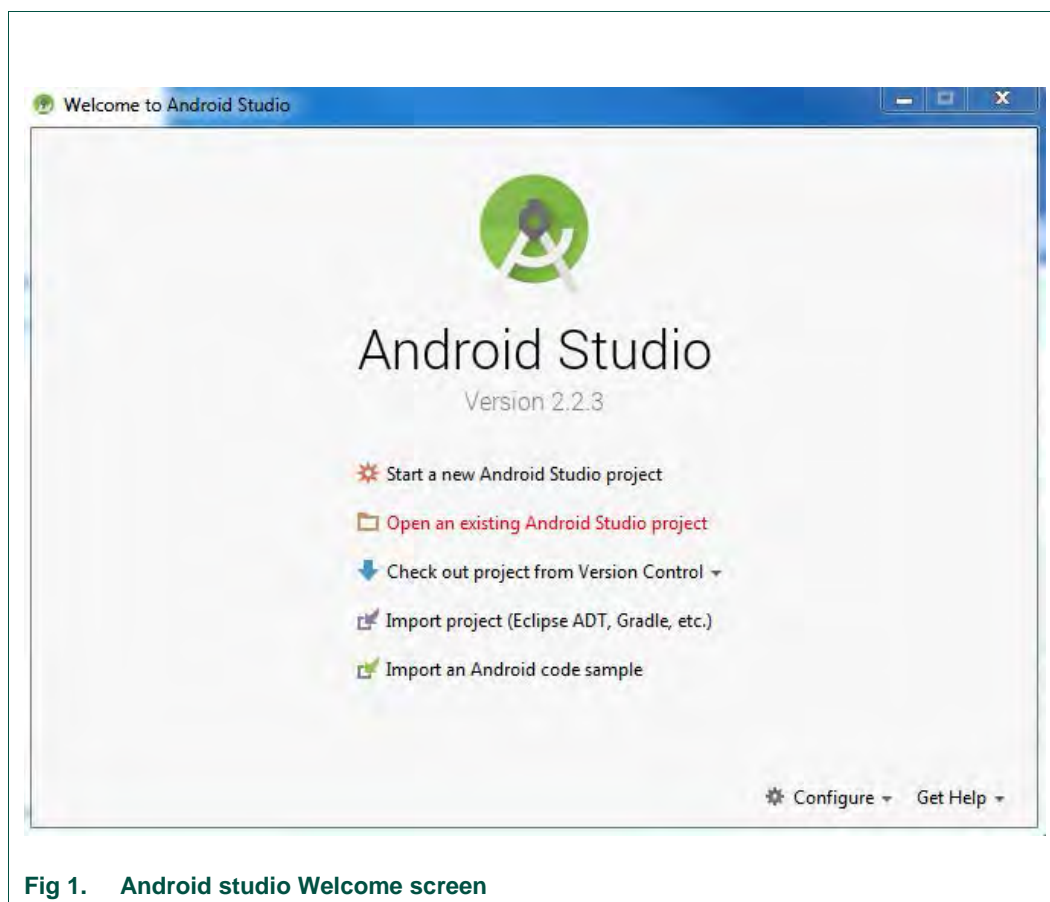 Welcome to Android Studio
Android Studio
Version 2.2.3
Start a new Android Studio project
Open an existing Android Studio project
Check out project from Version Control
Import project (Eclipse ADT, Gradle, etc.)
Import an Android code sample
Configure Get Help
Fig 1. Android studio Welcome screen